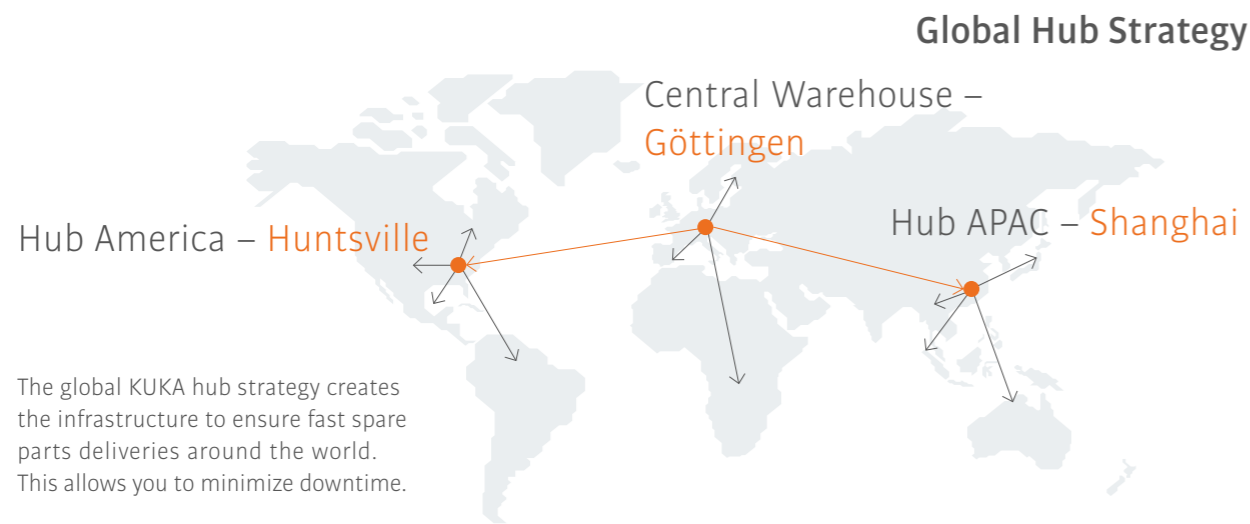 Global Hub Strategy
Central Warehouse –
Göttingen
Hub America – Huntsville
Hub APAC – Shanghai
The global KUKA hub strategy creates
the infrastructure to ensure fast spare
parts deliveries around the world.
This allows you to minimize downtime.